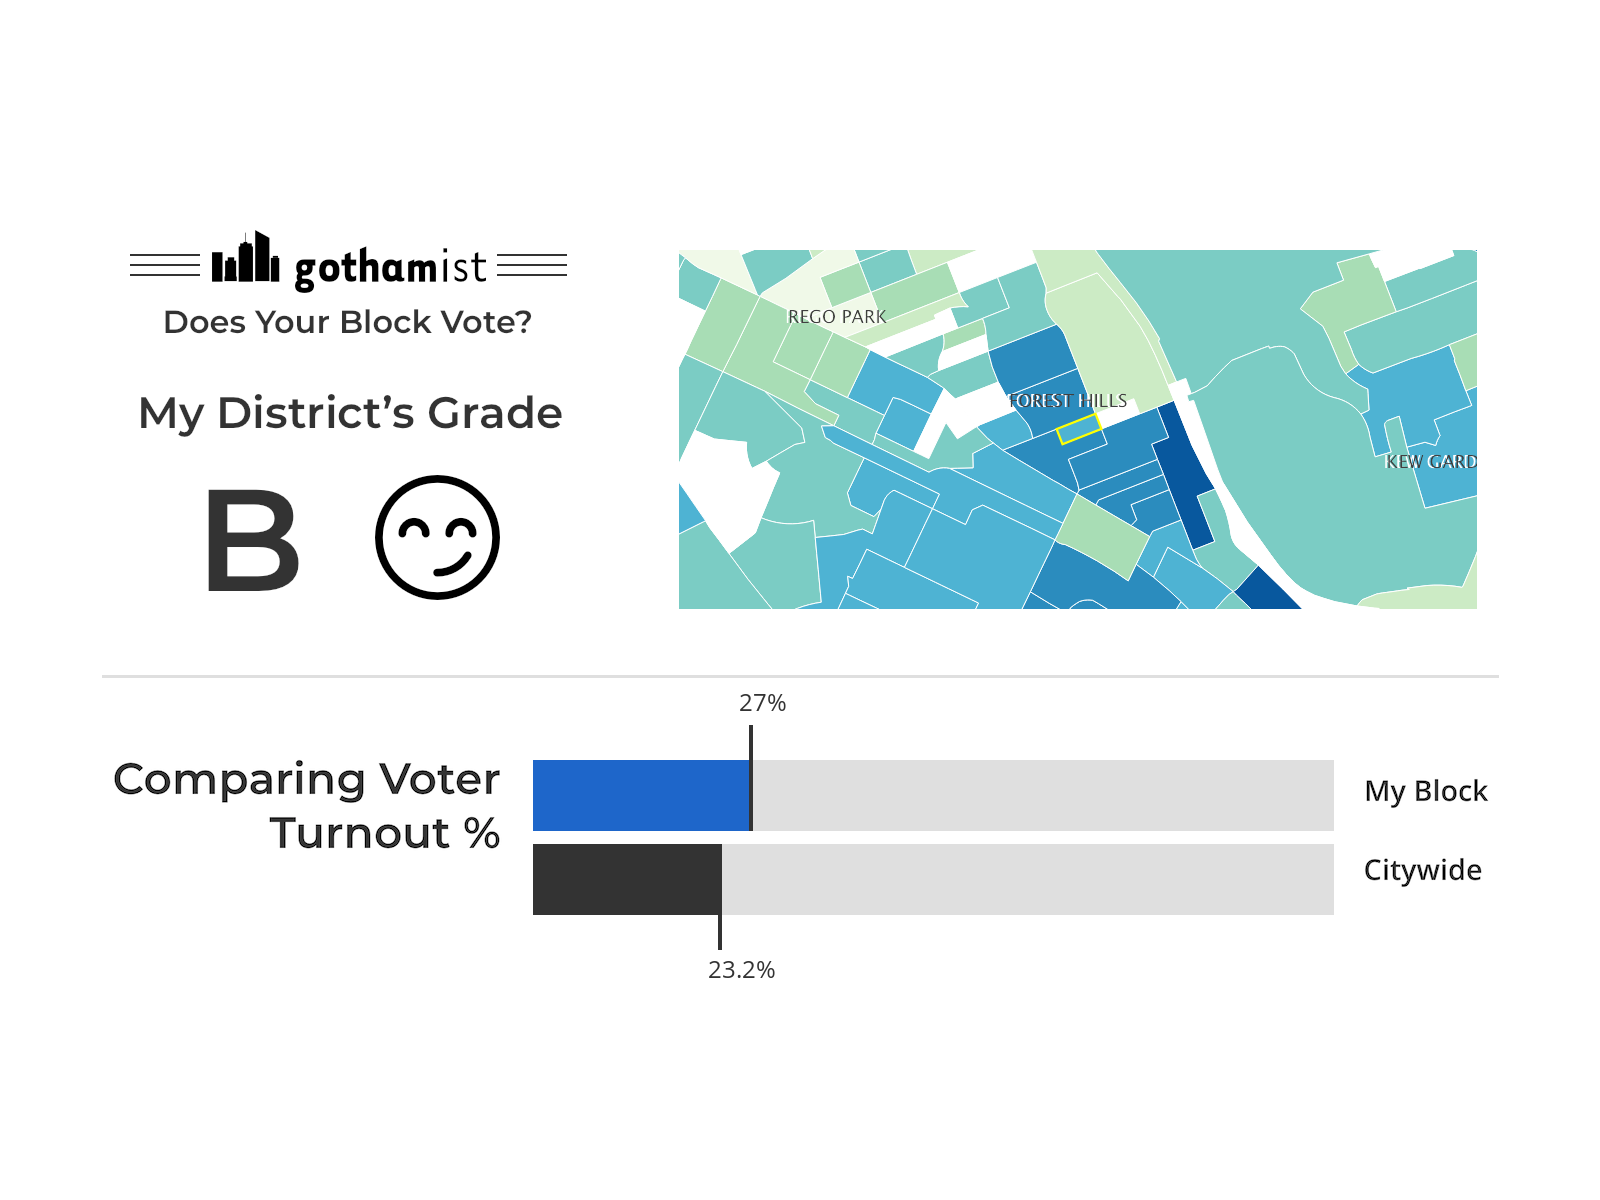 gothamist
Does Your Block Vote?
My District's Grade
B
REGO PARK
FOREST HILLS
KEW GARD
27%
Comparing Voter
Turnout %
My Block
Citywide
23.2%